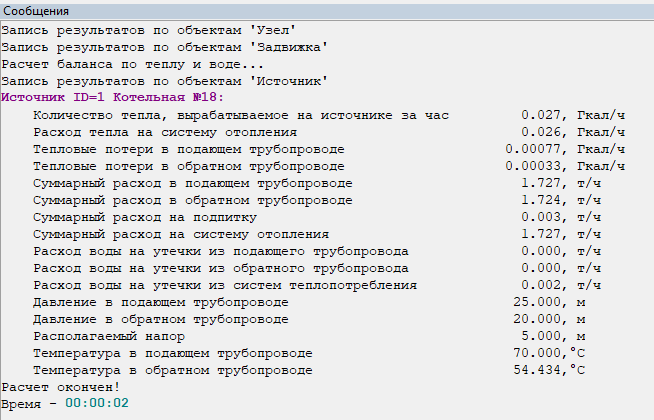 Сообщения
Запись результатов по объектам 'Узел'
Запись результатов по объектам 'Задвижка'
Расчет баланса по теплу и воде...
Запись результатов по объектам 'Источник'
Источник ID=1 Котельная №18:
Количество тепла, вырабатываемое на источнике за час 0.027, Гкал/ч
Расход тепла на систему отопления 0.026, Гкал/ч
Тепловые потери в подающем трубопроводе 0.00077, Гкал/ч
Тепловые потери в обратном трубопроводе 0.00033, Гкал/ч
Суммарный расход в подающем трубопроводе 1.727, т/ч
Суммарный расход в обратном трубопроводе 1.724, т/ч
Суммарный расход на подпитку 0.003, т/ч
Суммарный расход на систему отопления 1.727, т/ч
Расход воды на утечки из подающего трубопровода 0.000, т/ч
Расход воды на утечки из обратного трубопровода 0.000, т/ч
Расход воды на утечки из систем теплопотребления 0.002, т/ч
Давление в подающем трубопроводе 25.000, м
Давление в обратном трубопроводе 20.000, м
Располагаемый напор 5.000, м
Температура в подающем трубопроводе 70.000,°C
Температура в обратном трубопроводе 54.434,°C
Расчет окончен!
Время - 00:00:02